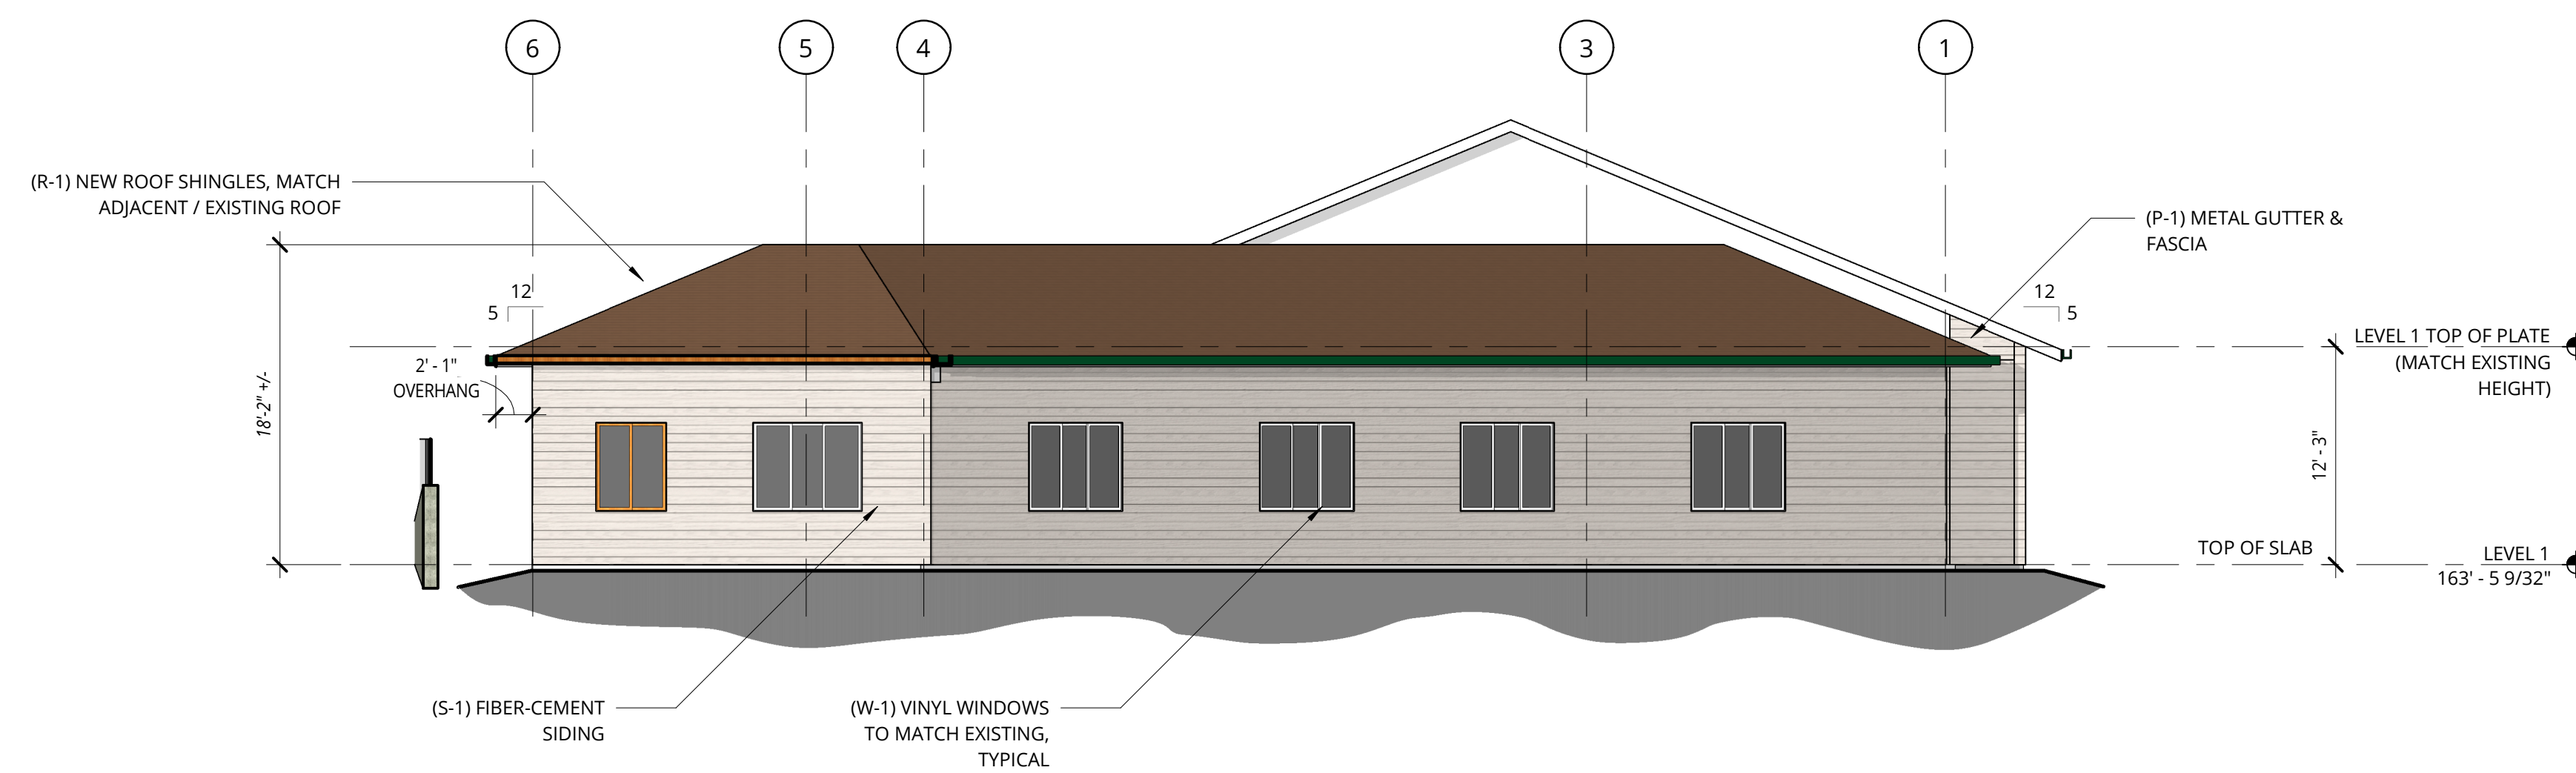 6
5
4
3
1
(R-1) NEW ROOF SHINGLES, MATCH
ADJACENT / EXISTING ROOF
(P-1) METAL GUTTER &
FASCIA
12
5
12
5
LEVEL 1 TOP OF PLATE
(MATCH EXISTING
HEIGHT)
2' - 1"
OVERHANG
18'-2" +/-
12' - 3"
TOP OF SLAB
LEVEL 1
163' - 5 9/32"
(S-1) FIBER-CEMENT
SIDING
(W-1) VINYL WINDOWS
TO MATCH EXISTING,
TYPICAL